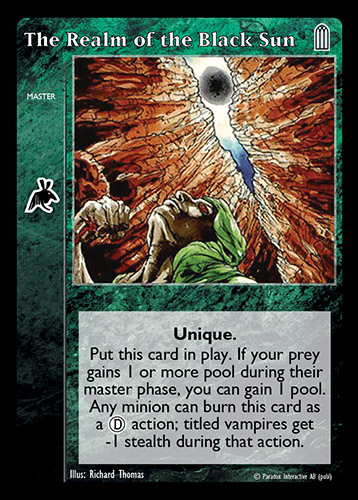 The Realm of the Black Sun
MASTER
Unique.
Put this card in play. If your prey
gains 1 or more pool during their
master phase, you can gain 1 pool.
Any minion can burn this card as
a Ⓓ action; titled vampires get
-1 stealth during that action.
Illus: Richard Thomas
© Paradox Interactive AB (publ)